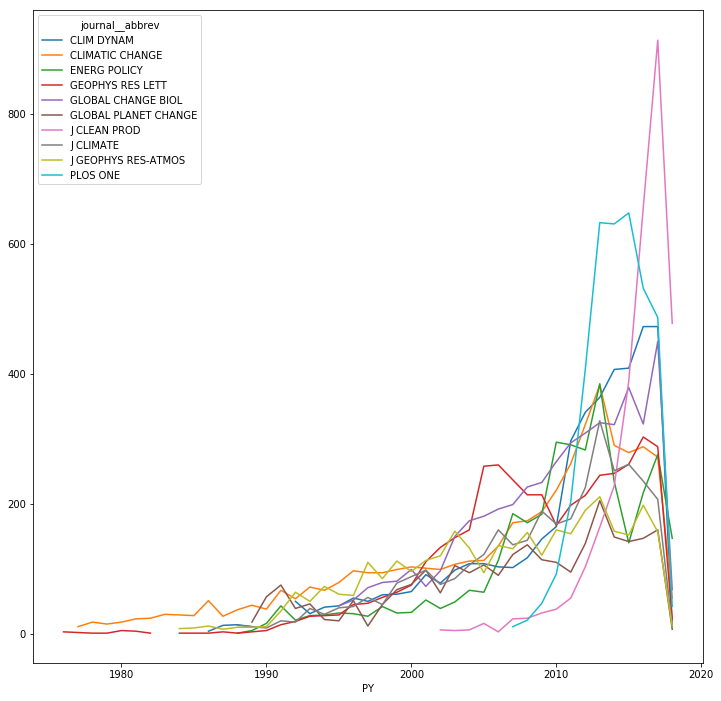 journal__abbrev
CLIM DYNAM
CLIMATIC CHANGE
ENERG POLICY
GEOPHYS RES LETT
GLOBAL CHANGE BIOL
GLOBAL PLANET CHANGE
J CLEAN PROD
J CLIMATE
J GEOPHYS RES-ATMOS
PLOS ONE
800
600
400
200
0
1980 1990 2000 2010 2020
PY